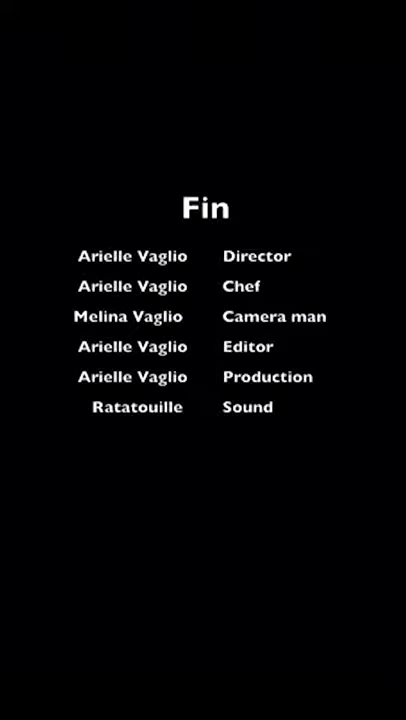 Fin
Arielle Vaglio Director
Arielle Vaglio Chef
Melina Vaglio Camera man
Arielle Vaglio Editor
Arielle Vaglio Production
Ratatouille Sound